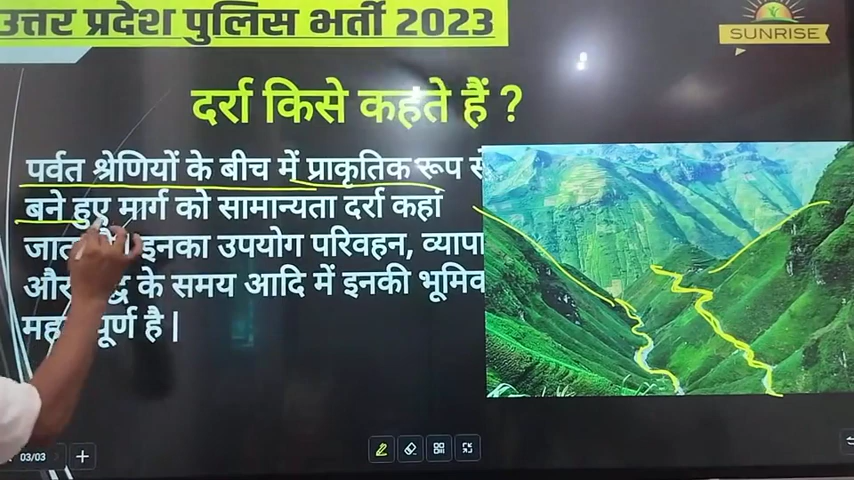 उत्तर प्रदेश पुलिस भर्ती 2023
SUNRISE
दर्रा किसे कहते हैं ?
पर्वत श्रेणियों के बीच में प्राकृतिक रूप
बने हुए मार्ग को सामान्यता दर्रा कहां
इनका उपयोग परिवहन,
के समय आदि में इनकी
है |
03/03